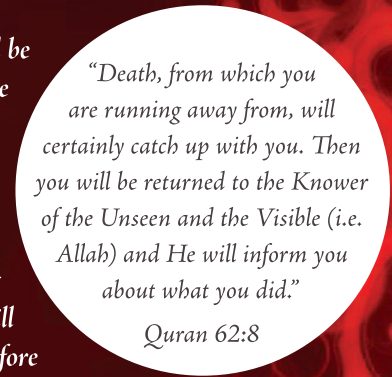 be
e
“Death, from which you
are running away from, will
certainly catch up with you. Then
you will be returned to the Knower
of the Unseen and the Visible (i.e.
Allah) and He will inform you
about what you did.”
Quran 62:8
ll
fore